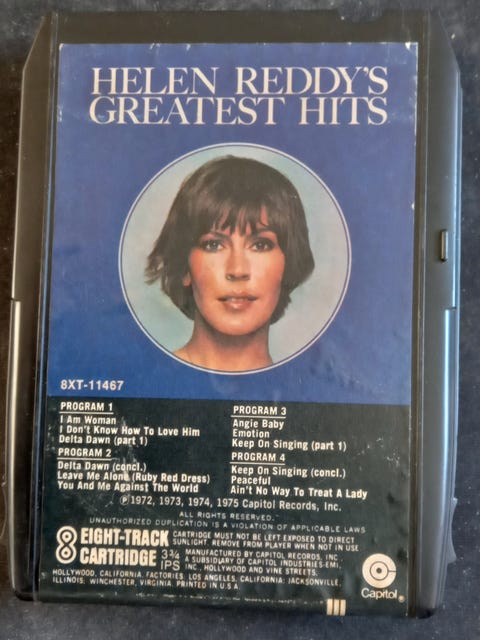 HELEN REDDY'S
GREATEST HITS
8XT-11467
PROGRAM 1
I Am Woman
I Don't Know How To Love Him
Delta Dawn (part 1)
PROGRAM 2
Delta Dawn (concl.)
Leave Me Alone (Ruby Red Dress)
You And Me Against The World
PROGRAM 3
Angie Baby
Emotion
Keep On Singing (part 1)
PROGRAM 4
Keep On Singing (concl.)
Peaceful
Ain't No Way To Treat A Lady
Ⓟ1972, 1973, 1974, 1975 Capitol Records, Inc.
ALL RIGHTS RESERVED.
UNAUTHORIZED DUPLICATION IS A VIOLATION OF APPLICABLE LAWS
8 EIGHT-TRACK
CARTRIDGE
3¾
IPS
CARTRIDGE MUST NOT BE LEFT EXPOSED TO DIRECT
SUNLIGHT. REMOVE FROM PLAYER WHEN NOT IN USE
MANUFACTURED BY CAPITOL RECORDS, INC.
A SUBSIDIARY OF CAPITOL INDUSTRIES-EMI,
INC., HOLLYWOOD AND VINE STREETS,
HOLLYWOOD, CALIFORNIA. FACTORIES: LOS ANGELES, CALIFORNIA; JACKSONVILLE,
ILLINOIS; WINCHESTER, VIRGINIA. PRINTED IN U.S.A.
Capitol®